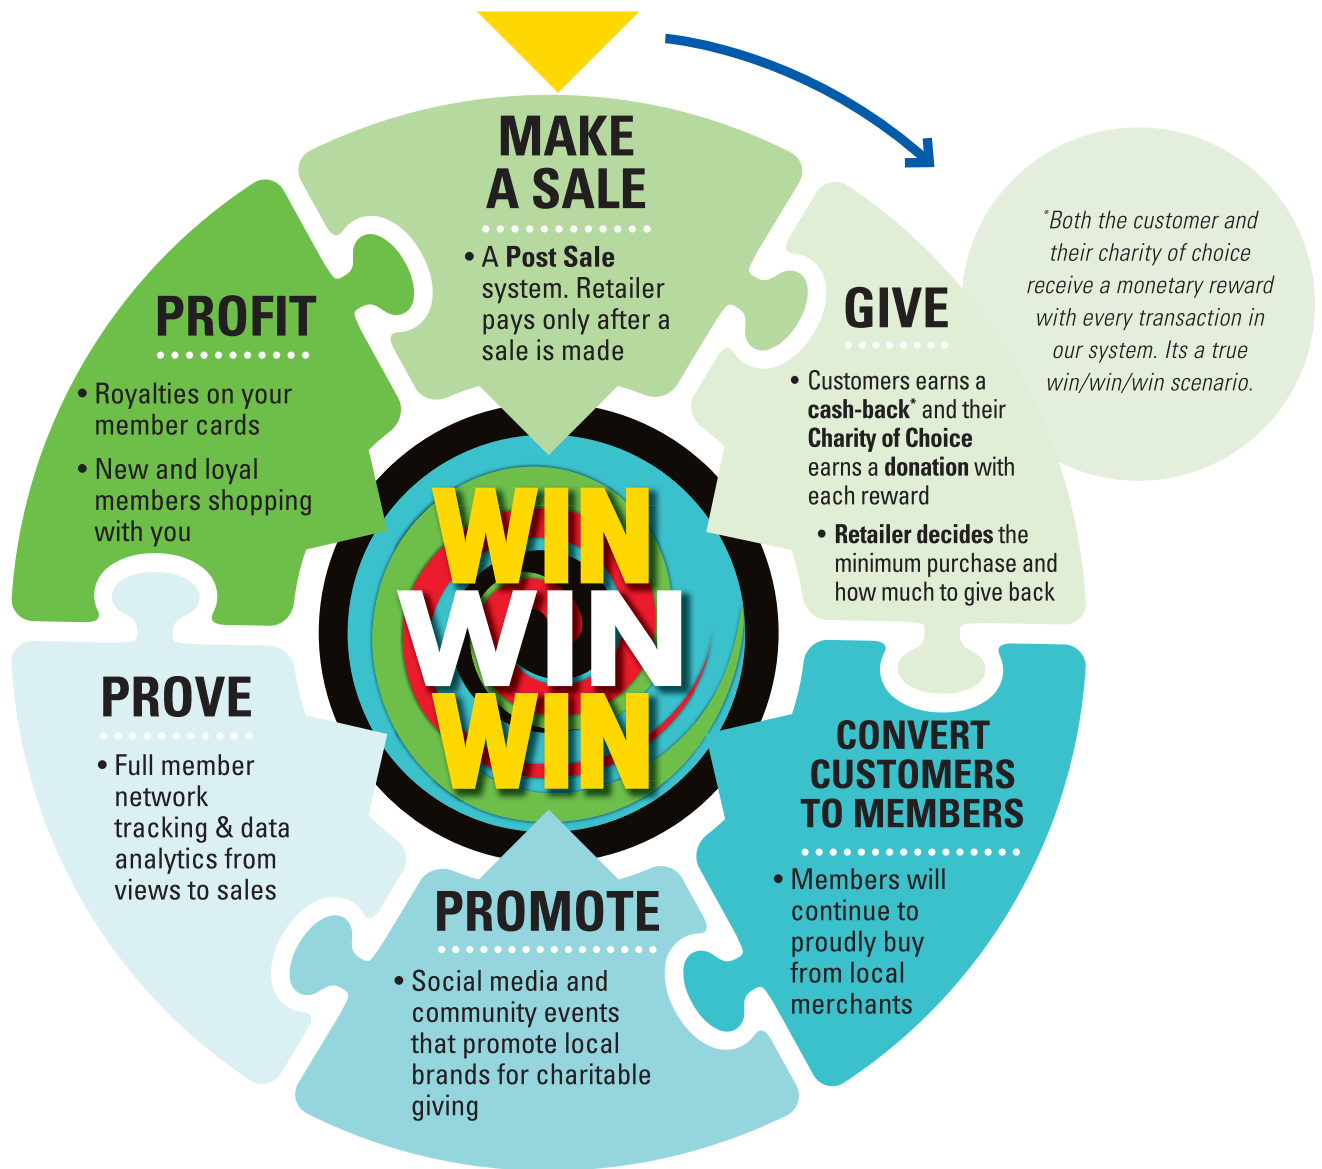 MAKE
A SALE
• A Post Sale
system. Retailer
pays only after a
sale is made
GIVE
• Customers earns a
cash-back* and their
Charity of Choice
earns a donation with
each reward
• Retailer decides the
minimum purchase and
how much to give back
*Both the customer and
their charity of choice
receive a monetary reward
with every transaction in
our system. Its a true
win/win/win scenario.
CONVERT
CUSTOMERS
TO MEMBERS
• Members will
continue to
proudly buy
from local
merchants
PROMOTE
• Social media and
community events
that promote local
brands for charitable
giving
PROVE
• Full member
network
tracking & data
analytics from
views to sales
PROFIT
• Royalties on your
member cards
• New and loyal
members shopping
with you
WIN
WIN
WIN